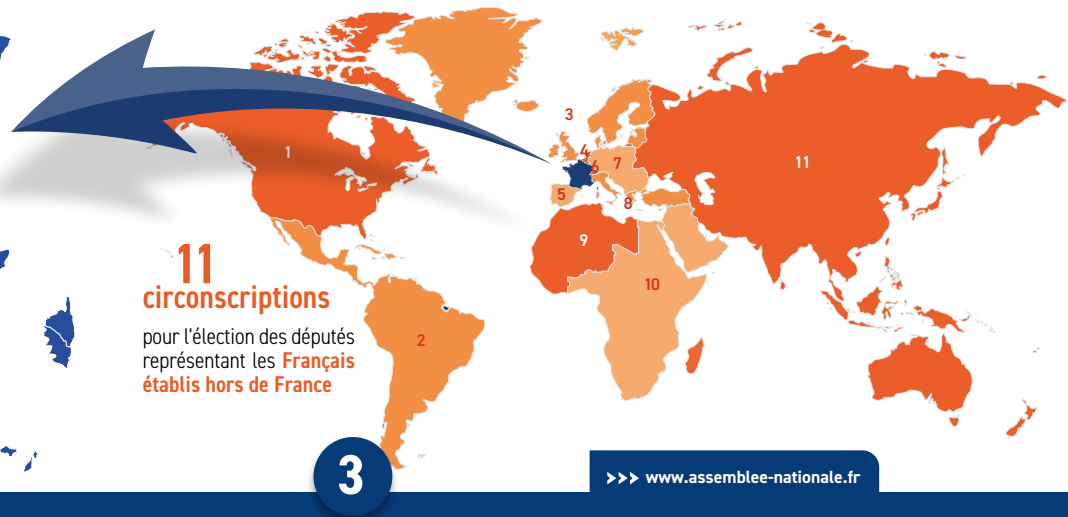 3
1
4
6
7
11
5
8
9
10
2
11
circonscriptions
pour l'élection des députés
représentant les Français
établis hors de France
3
>>> www.assemblee-nationale.fr